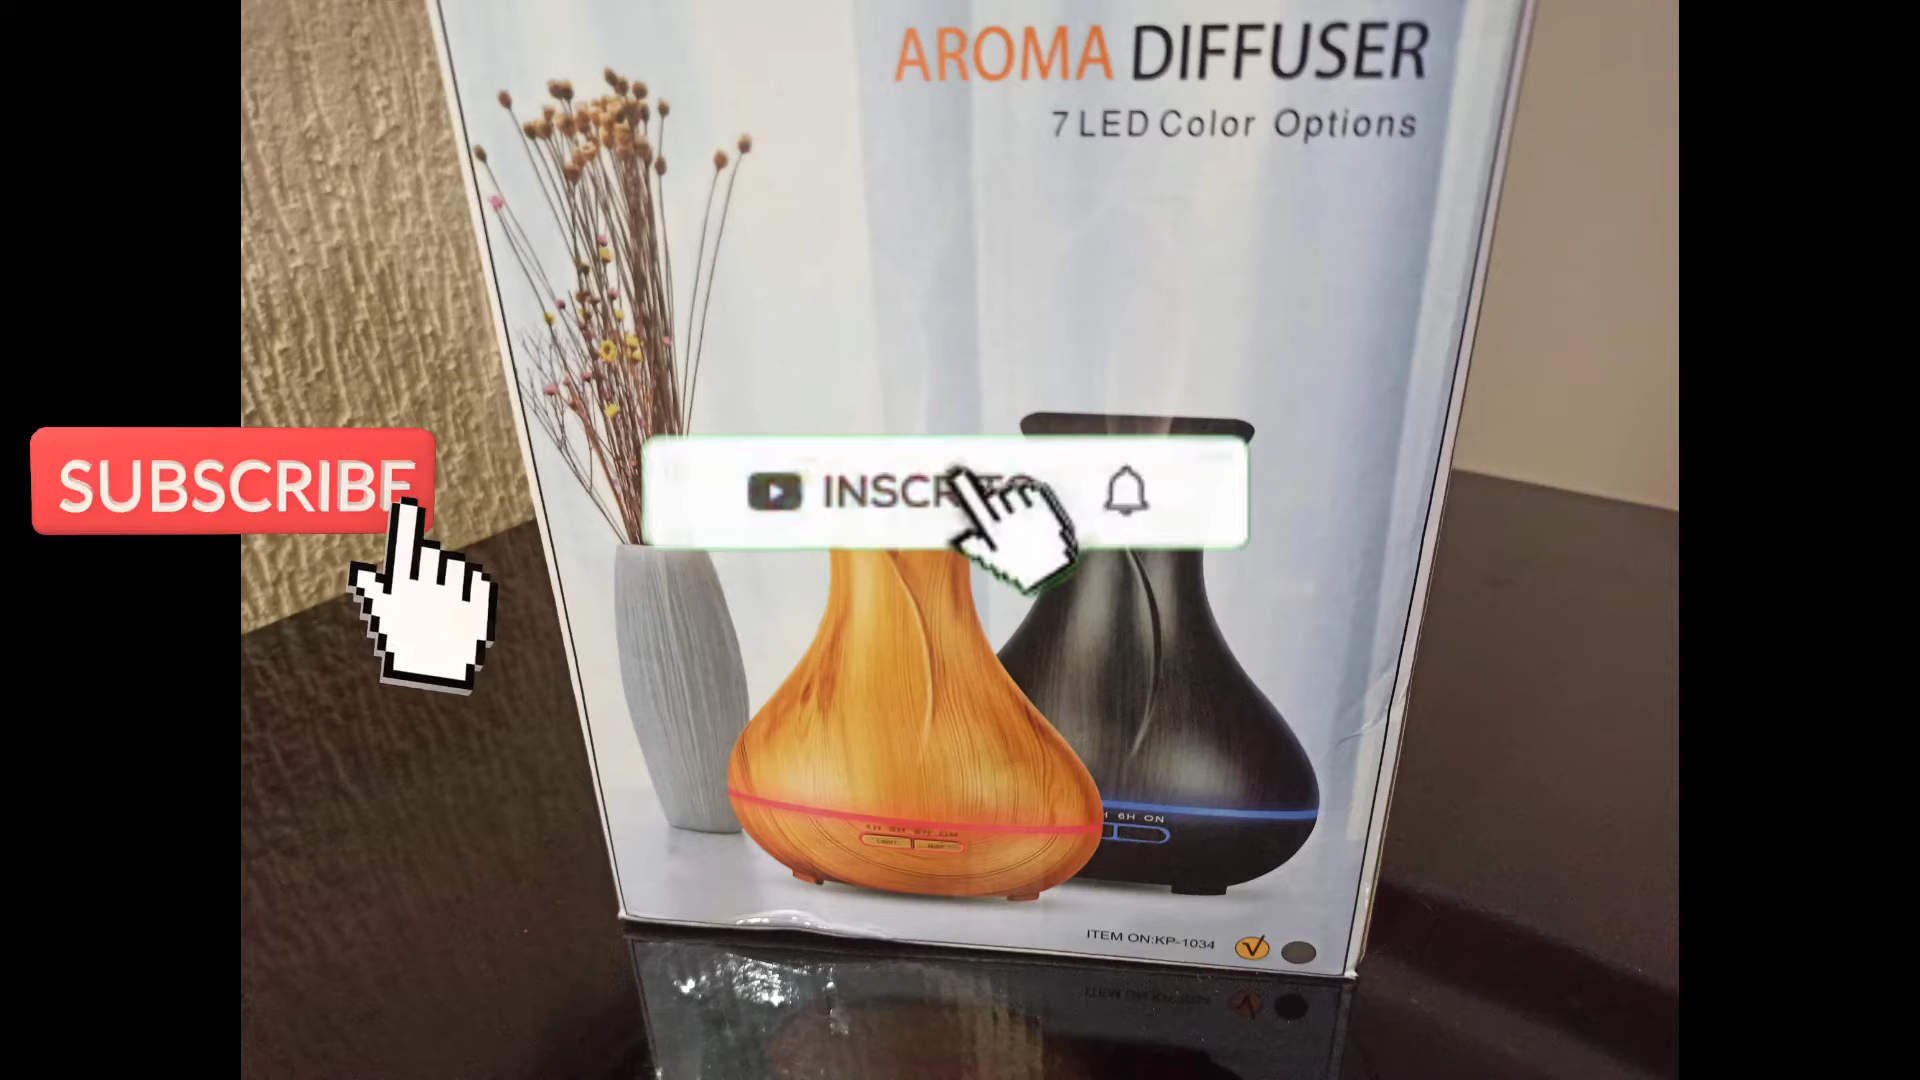 AROMA DIFFUSER
7 LED Color Options
SUBSCRIBE
6H ON
ITEM ON:KP-1034